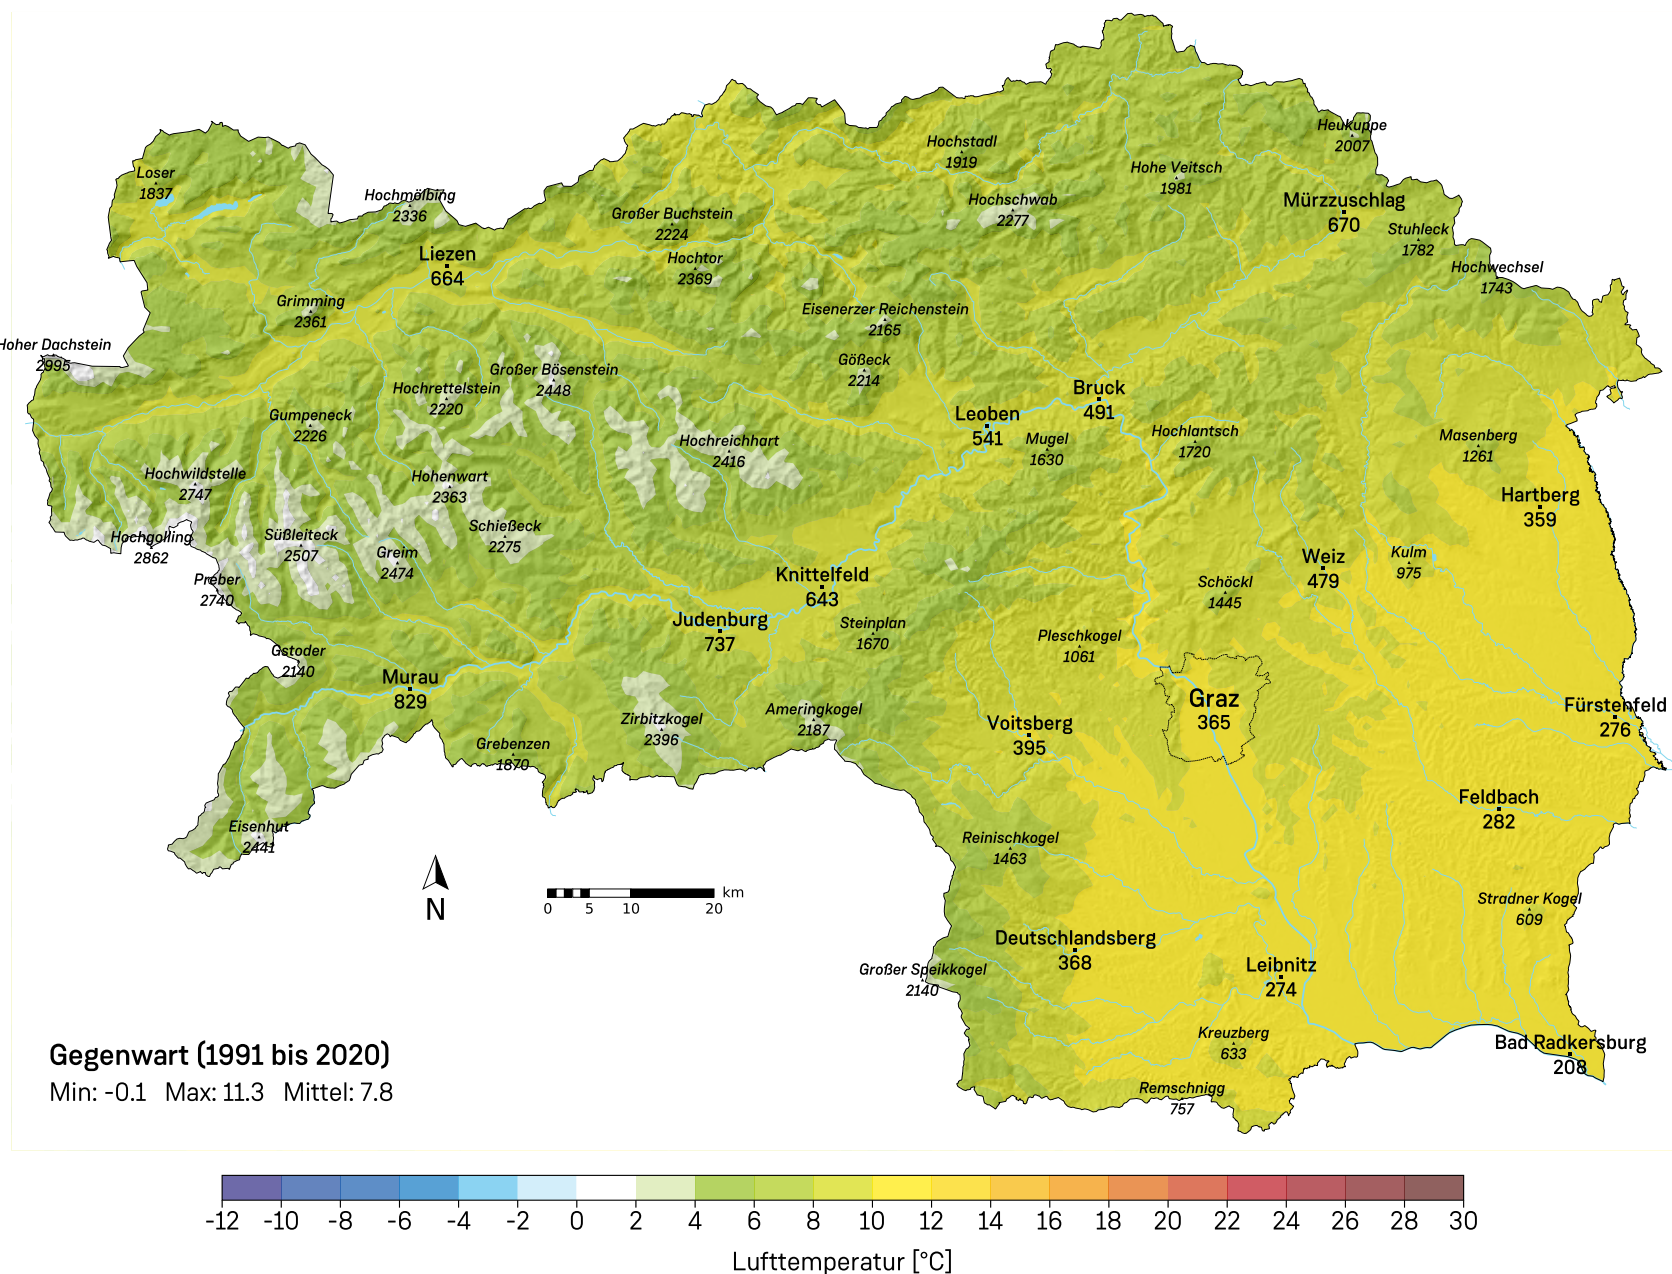 Heukuppe
2007
Hochstadl
1919
Hohe Veitsch
1981
Loser
1837
Hochmölbing
2336
Hochschwab
2277
Mürzzuschlag
670
Großer Buchstein
2224
Stuhleck
1782
Liezen
664
Hochtor
2369
Hochwechsel
1743
Grimming
2361
Eisenerzer Reichenstein
2165
Hoher Dachstein
2995
Gößeck
2214
Großer Bösenstein
2448
Hochrettelstein
2220
Bruck
491
Leoben
541
Gumpeneck
2226
Hochreichhart
2416
Mugel
1630
Hochlantsch
1720
Masenberg
1261
Hochwildstelle
2747
Hohenwart
2363
Hartberg
359
Schießeck
2275
Hochgolling
2862
Süßleiteck
2507
Greim
2474
Weiz
479
Kulm
975
Knittelfeld
643
Preber
2740
Schöckl
1445
Judenburg
737
Steinplan
1670
Pleschkogel
1061
Gstoder
2140
Murau
829
Graz
365
Fürstenfeld
276
Zirbitzkogel
2396
Ameringkogel
2187
Voitsberg
395
Grebenzen
1870
Feldbach
282
Eisenhut
2441
Reinischkogel
1463
N
km
0 5 10 20
Stradner Kogel
609
Deutschlandsberg
368
Großer Speikkogel
2140
Leibnitz
274
Kreuzberg
633
Bad Radkersburg
208
Remschnigg
757
Gegenwart (1991 bis 2020)
Min: -0.1 Max: 11.3 Mittel: 7.8
-12 -10 -8 -6 -4 -2 0 2 4 6 8 10 12 14 16 18 20 22 24 26 28 30
Lufttemperatur [°C]